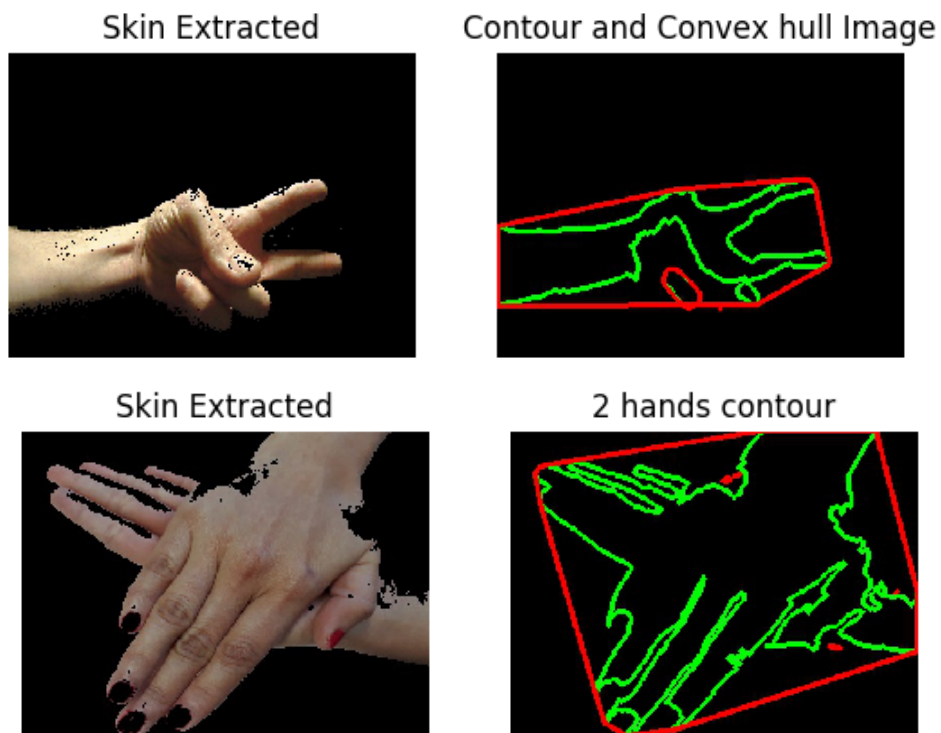 Skin Extracted
Contour and Convex hull Image
Skin Extracted
2 hands contour